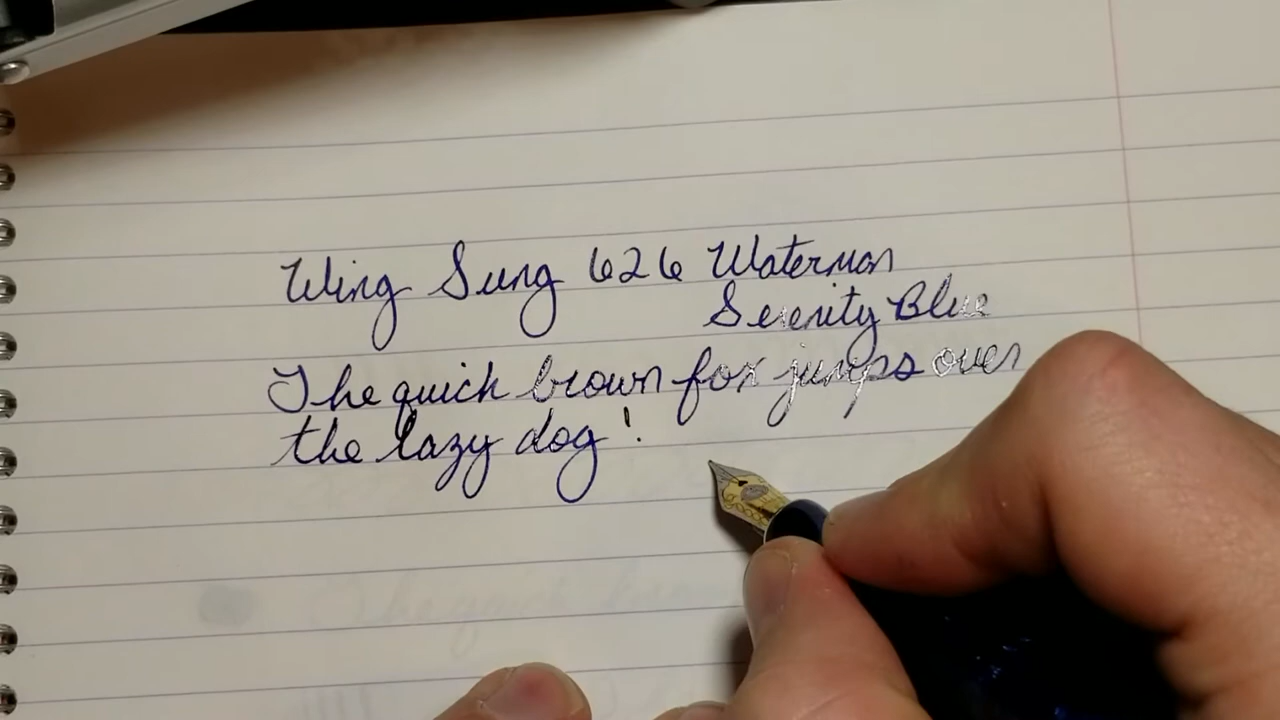 Wing Sung 626 Waterman
Serenity Blue
The quick brown fox jumps over
the lazy dog!